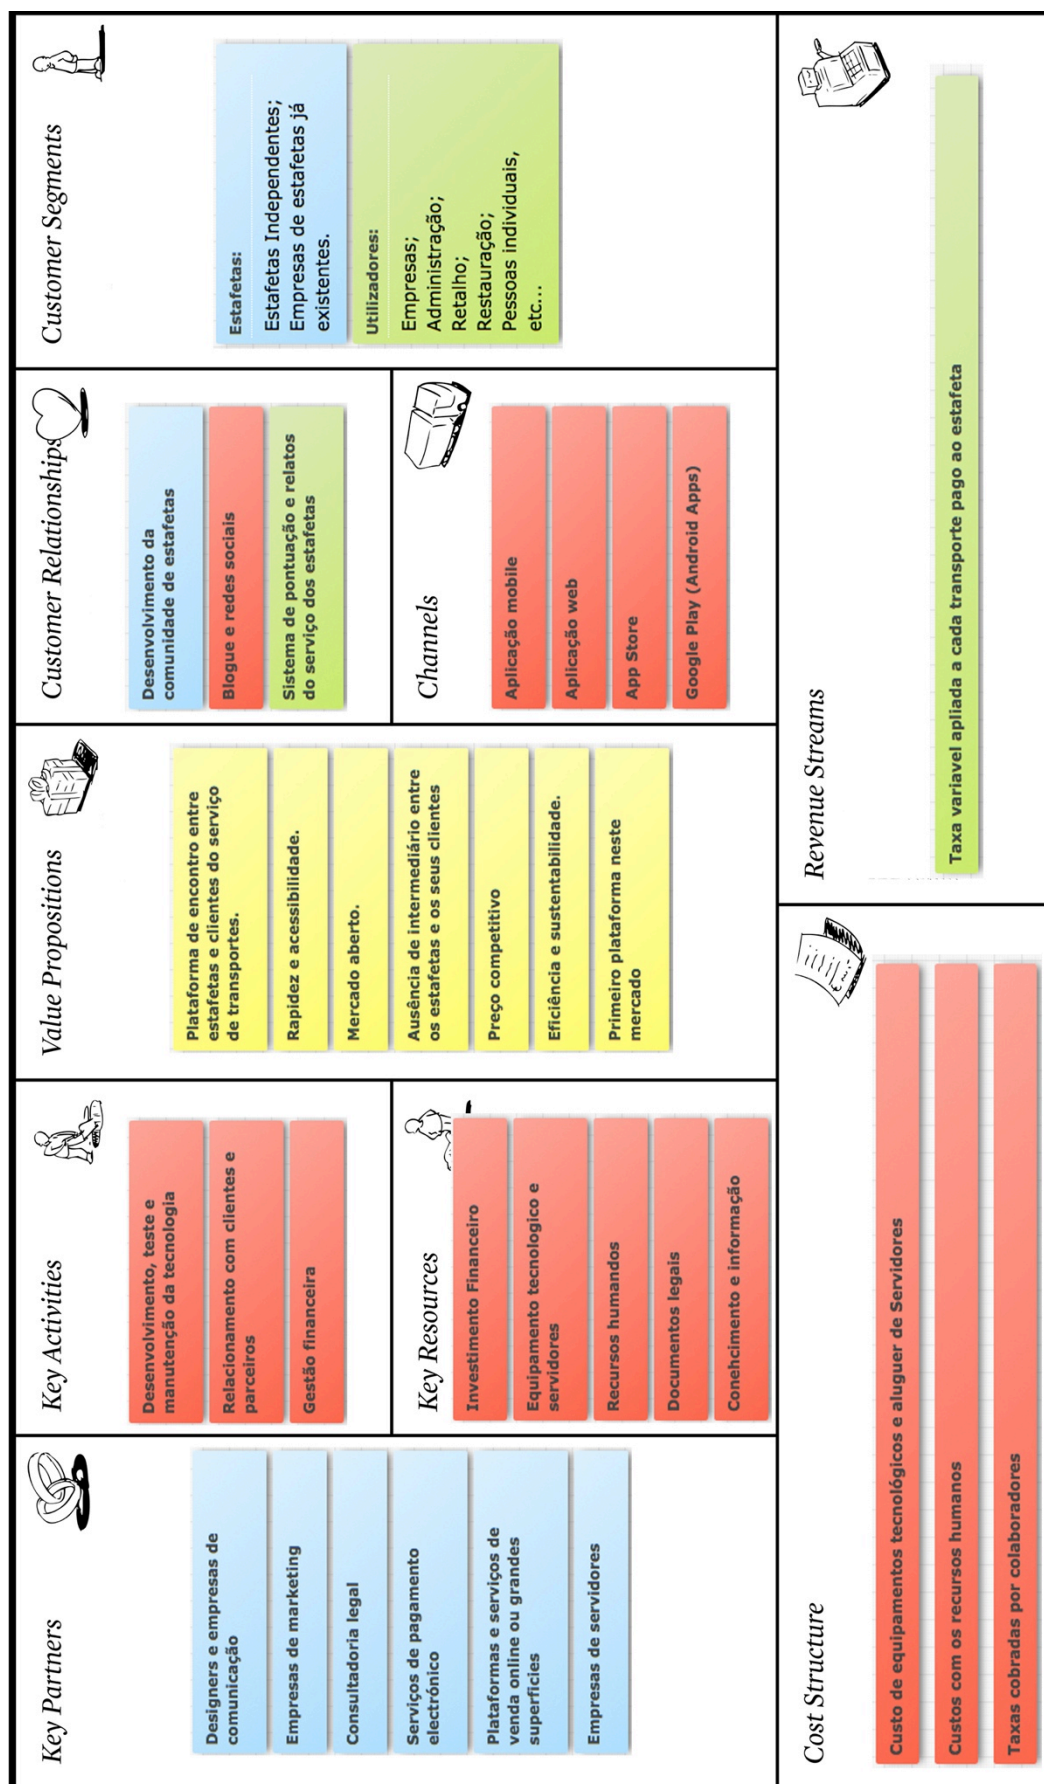 Key Partners
Designers e empresas de
comunicação
Empresas de marketing
Consultadoria legal
Serviços de pagamento
electrónico
Plataformas e serviços de
venda online ou grandes
superficies
Empresas de servidores
Key Activities
Desenvolvimento, teste e
manutenção da tecnologia
Relacionamento com clientes e
parceiros
Gestão financeira
Key Resources
Investimento Financeiro
Equipamento tecnologico e
servidores
Recursos humandos
Documentos legais
Conehcimento e informação
Value Propositions
Plataforma de encontro entre
estafetas e clientes do serviço
de transportes.
Rapidez e acessibilidade.
Mercado aberto.
Ausência de intermediário entre
os estafetas e os seus clientes
Preço competitivo
Eficiência e sustentabilidade.
Primeiro plataforma neste
mercado
Customer Relationships
Desenvolvimento da
comunidade de estafetas
Blogue e redes sociais
Sistema de pontuação e relatos
do serviço dos estafetas
Channels
Aplicação mobile
Aplicação web
App Store
Google Play (Android Apps)
Customer Segments
Estafetas:
Estafetas Independentes;
Empresas de estafetas já
existentes.
Utilizadores:
Empresas;
Administração;
Retalho;
Restauração;
Pessoas individuais,
etc...
Cost Structure
Custo de equipamentos tecnológicos e aluguer de Servidores
Custos com os recursos humanos
Taxas cobradas por colaboradores
Revenue Streams
Taxa variavel apliada a cada transporte pago ao estafeta